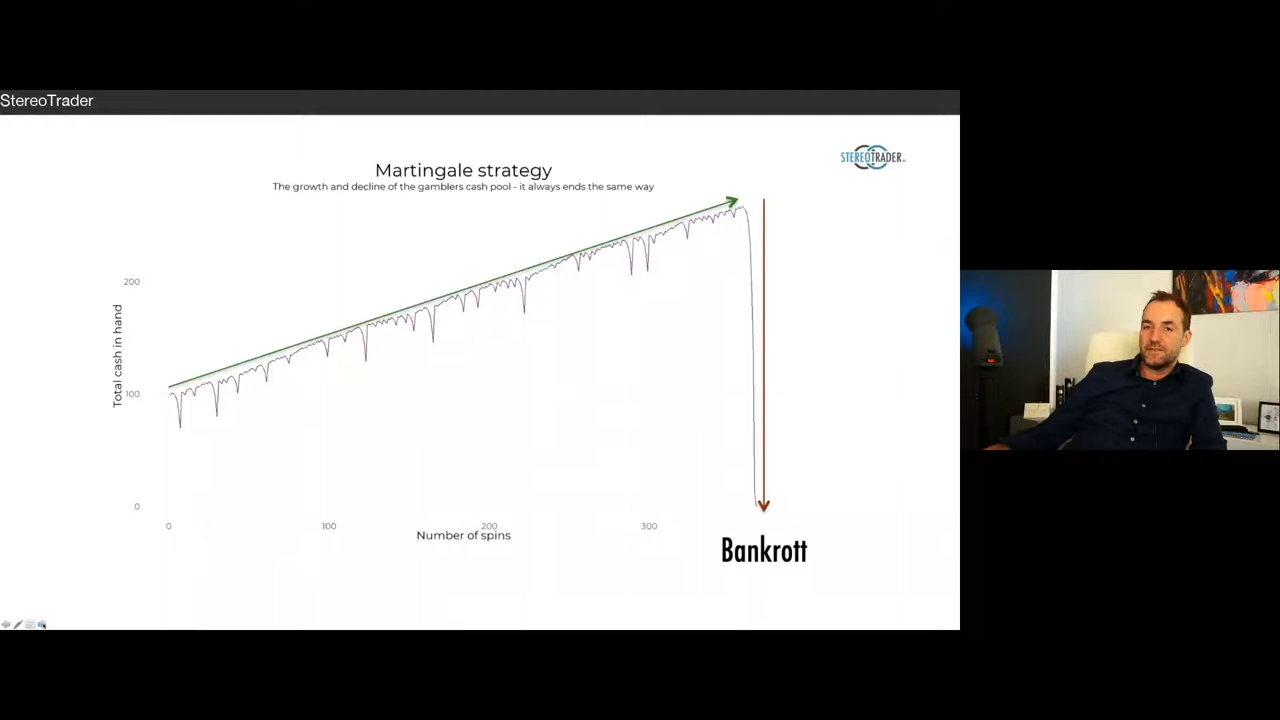 StereoTrader
STEREOTRADER
Martingale strategy
The growth and decline of the gamblers cash pool - it always ends the same way
200
100
0
Total cash in hand
0 100 200 300
Number of spins
Bankrott